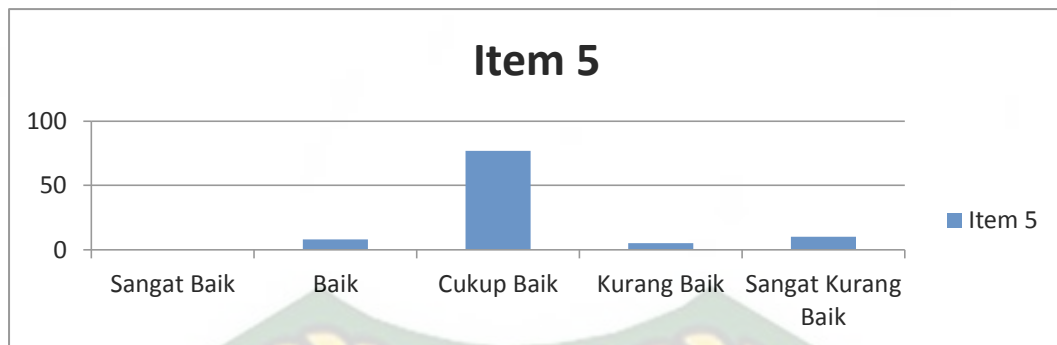 Item 5
100
50
0
Sangat Baik
Baik
Cukup Baik
Kurang Baik
Sangat Kurang
Baik
Item 5